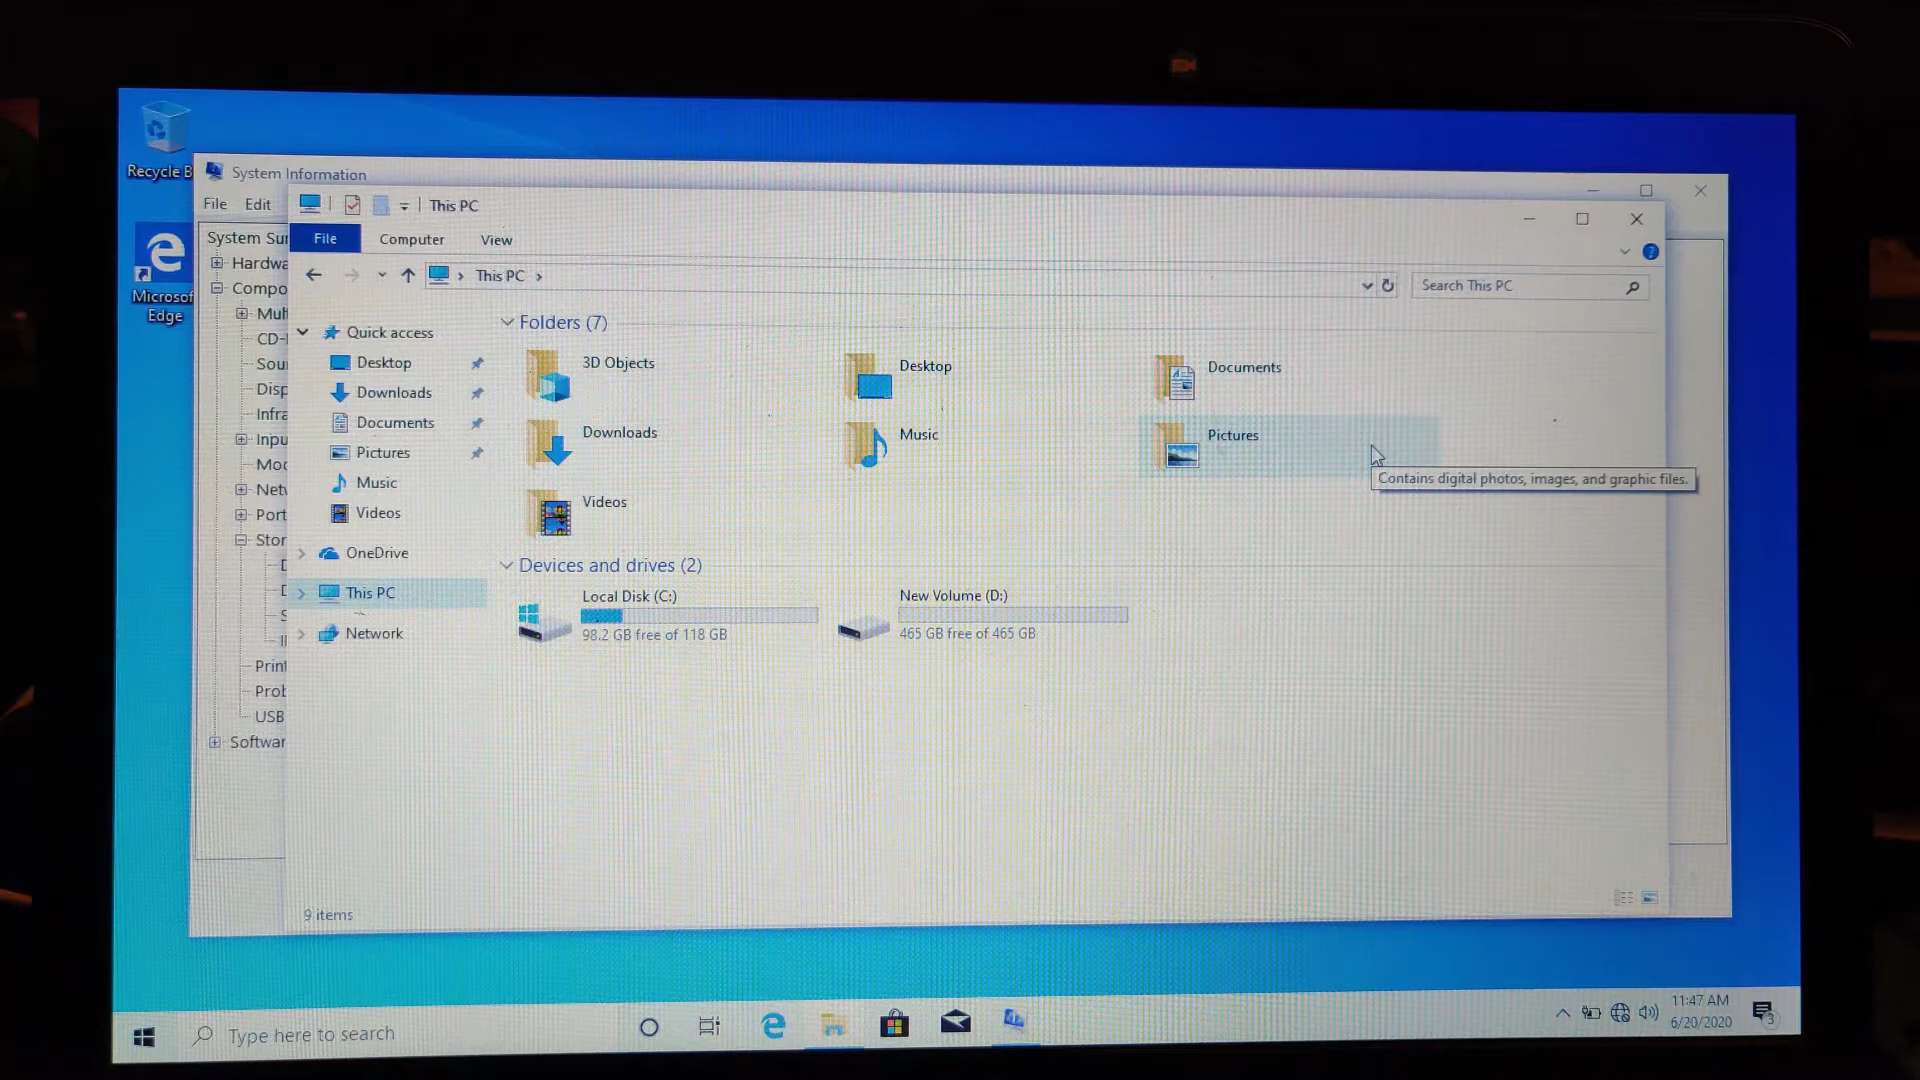 Recycle B
Microsof
Edge
System Information
File Edit
System Su
Hardwa
Compo
Mul
CD-
Sou
Disp
Infra
Inpu
Mod
Netv
Port
Stor
Print
Prob
USB
Softwar
This PC
File Computer View
This PC
Search This PC
Quick access
Desktop
Downloads
Documents
Pictures
Music
Videos
OneDrive
This PC
Network
Folders (7)
3D Objects
Desktop
Documents
Downloads
Music
Pictures
Contains digital photos, images, and graphic files.
Videos
Devices and drives (2)
Local Disk (C:)
98.2 GB free of 118 GB
New Volume (D:)
465 GB free of 465 GB
9 items
Type here to search
11:47 AM
6/20/2020
3